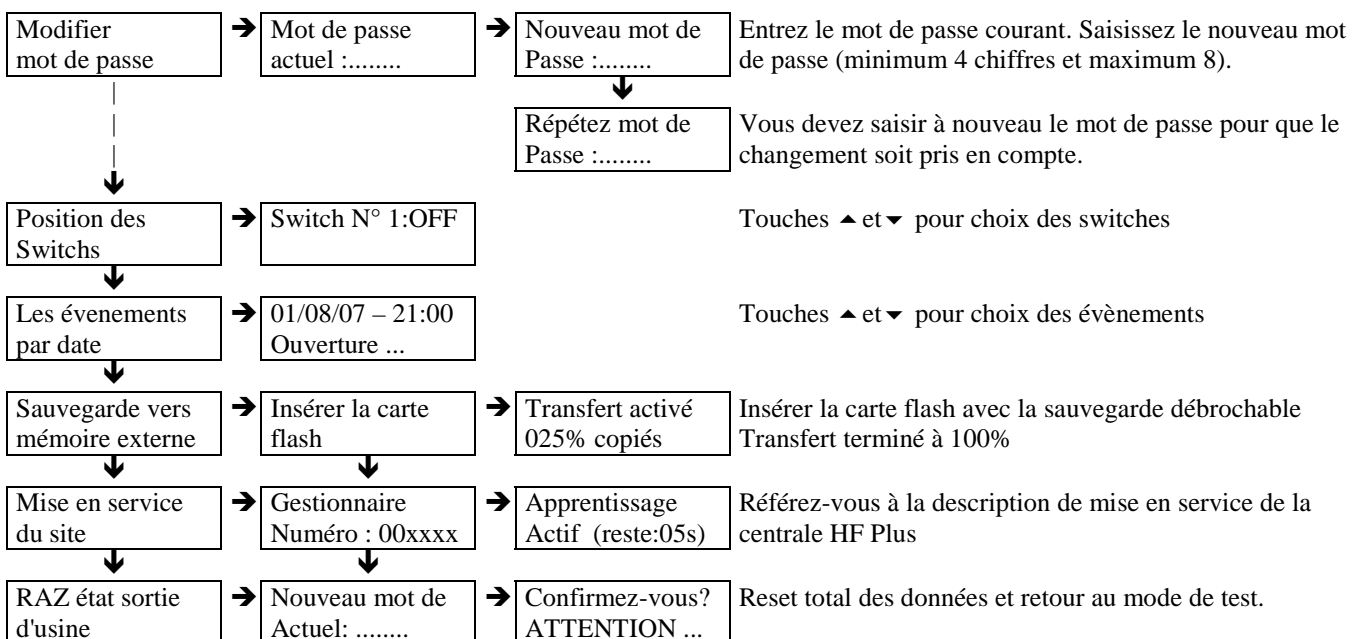 Modifier
mot de passe
Mot de passe
actuel :........
Nouveau mot de
Passe :........
Entrez le mot de passe courant. Saisissez le nouveau mot
de passe (minimum 4 chiffres et maximum 8).
Répétez mot de
Passe :........
Vous devez saisir à nouveau le mot de passe pour que le
changement soit pris en compte.
Position des
Switchs
Switch N° 1:OFF
Touches ▲ et ▼ pour choix des switches
Les évenements
par date
01/08/07 – 21:00
Ouverture ...
Touches ▲ et ▼ pour choix des évènements
Sauvegarde vers
mémoire externe
Insérer la carte
flash
Transfert activé
025% copiés
Insérer la carte flash avec la sauvegarde débrochable
Transfert terminé à 100%
Mise en service
du site
Gestionnaire
Numéro : 00xxxx
Apprentissage
Actif (reste:05s)
Référez-vous à la description de mise en service de la
centrale HF Plus
RAZ état sortie
d'usine
Nouveau mot de
Actuel: ........
Confirmez-vous?
ATTENTION ...
Reset total des données et retour au mode de test.